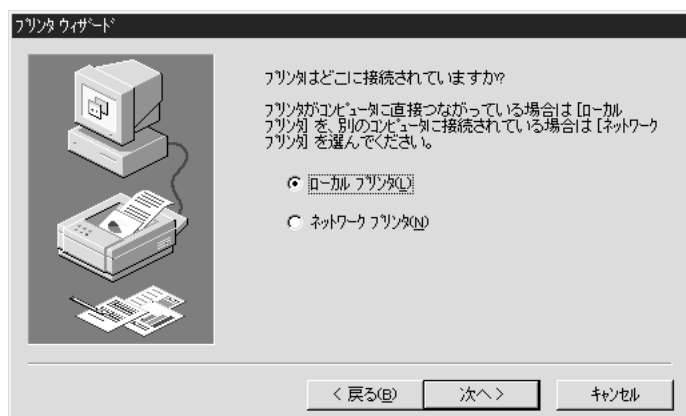 プリンタ ウィザード
プリンタはどこに接続されていますか?
プリンタがコンピュータに直接つながっている場合は [ローカル
プリンタ] を、別のコンピュータに接続されている場合は [ネットワーク
プリンタ] を選んでください。
ローカル プリンタ(L)
ネットワーク プリンタ(N)
< 戻る(B)
次へ >
キャンセル